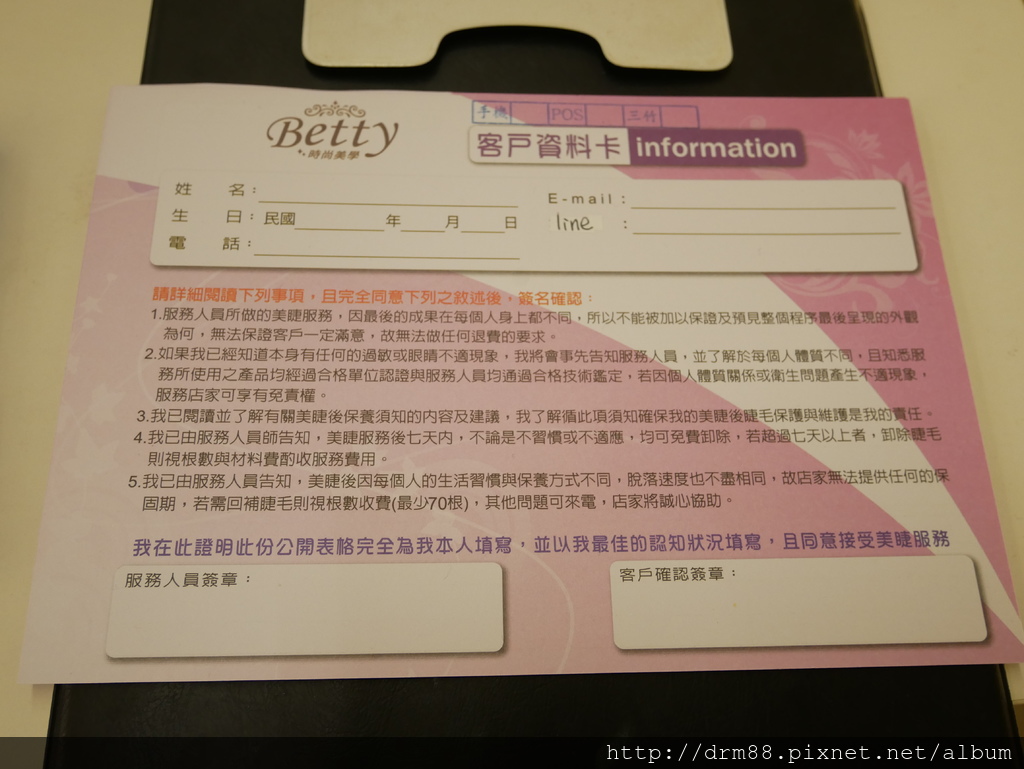 手機 POS 三竹
Betty
時尚美學
客戶資料卡 information
姓 名：
E-mail：
生 日：民國 年 月 日
line ：
電 話：
請詳細閱讀下列事項，且完全同意下列之敘述後，簽名確認：
1.服務人員所做的美睫服務，因最後的成果在每個人身上都不同，所以不能被加以保證及預見整個程序最後呈現的外觀
為何，無法保證客戶一定滿意，故無法做任何退費的要求。
2.如果我已經知道本身有任何的過敏或眼睛不適現象，我將會事先告知服務人員，並了解於每個人體質不同，且知悉服
務所使用之產品均經過合格單位認證與服務人員均通過合格技術鑑定，若因個人體質關係或衛生問題產生不適現象，
服務店家可享有免責權。
3.我已閱讀並了解有關美睫後保養須知的內容及建議，我了解循此項須知確保我的美睫後睫毛保護與維護是我的責任。
4.我已由服務人員師告知，美睫服務後七天內，不論是不習慣或不適應，均可免費卸除，若超過七天以上者，卸除睫毛
則視根數與材料費酌收服務費用。
5.我已由服務人員告知，美睫後因每個人的生活習慣與保養方式不同，脫落速度也不盡相同，故店家無法提供任何的保
固期，若需回補睫毛則視根數收費(最少70根)，其他問題可來電，店家將誠心協助。
我在此證明此份公開表格完全為我本人填寫，並以我最佳的認知狀況填寫，且同意接受美睫服務
服務人員簽章：
客戶確認簽章：
http://drm88.pixnet.net/album